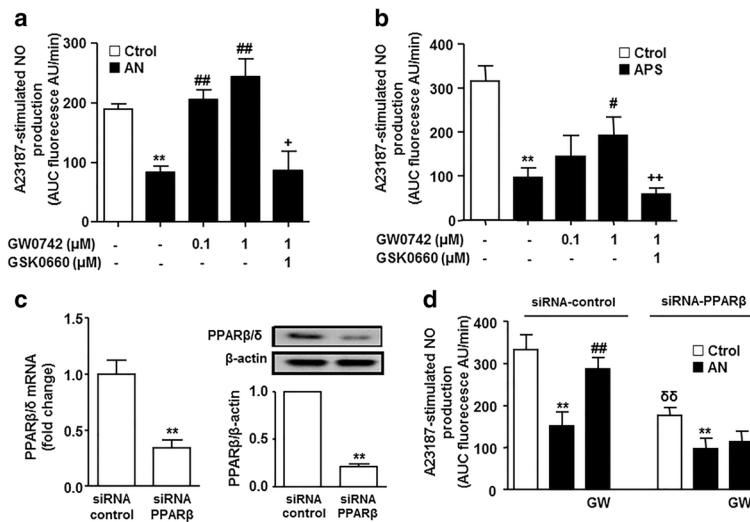 a
A23187-stimulated NO
production
(AUC fluorofesce AU/min)
300
200
100
0
Ctrol
AN
**
##
##
+
GW0742 (µM) - - 0.1 1 1
GSK0660 (µM) - - - - 1
b
A23187-stimulated NO
production
(AUC fluorofesce AU/min)
400
300
200
100
0
Ctrol
APS
**
#
++
GW0742 (µM) - - 0.1 1 1
GSK0660 (µM) - - - - 1
c
PPARβ/δ mRNA
(fold change)
1.5
1.0
0.5
0.0
**
siRNA siRNA
control PPARβ
PPARβ/δ
β-actin
PPARβ/β-actin
1.0
0.5
0.0
**
siRNA siRNA
control PPARβ
d
siRNA-control siRNA-PPARβ
A23187-stimulated NO
production
(AUC fluorofesce AU/min)
400
300
200
100
0
Ctrol
AN
**
##
δδ
**
GW GW